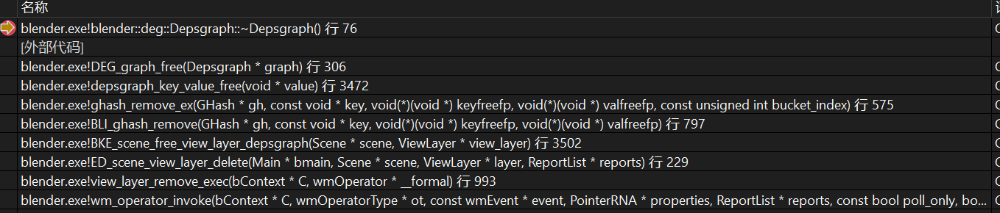 名称
blender.exe!blender::deg::Depsgraph::~Depsgraph() 行 76
[外部代码]
blender.exe!DEG_graph_free(Depsgraph * graph) 行 306
blender.exe!depsgraph_key_value_free(void * value) 行 3472
blender.exe!ghash_remove_ex(GHash * gh, const void * key, void(*)(void *) keyfreefp, void(*)(void *) valfreefp, const unsigned int bucket_index) 行 575
blender.exe!BLI_ghash_remove(GHash * gh, const void * key, void(*)(void *) keyfreefp, void(*)(void *) valfreefp) 行 797
blender.exe!BKE_scene_free_view_layer_depsgraph(Scene * scene, ViewLayer * view_layer) 行 3502
blender.exe!ED_scene_view_layer_delete(Main * bmain, Scene * scene, ViewLayer * layer, ReportList * reports) 行 229
blender.exe!view_layer_remove_exec(bContext * C, wmOperator * __formal) 行 993
blender.exe!wm_operator_invoke(bContext * C, wmOperatorType * ot, const wmEvent * event, PointerRNA * properties, ReportList * reports, const bool poll_only, bo...